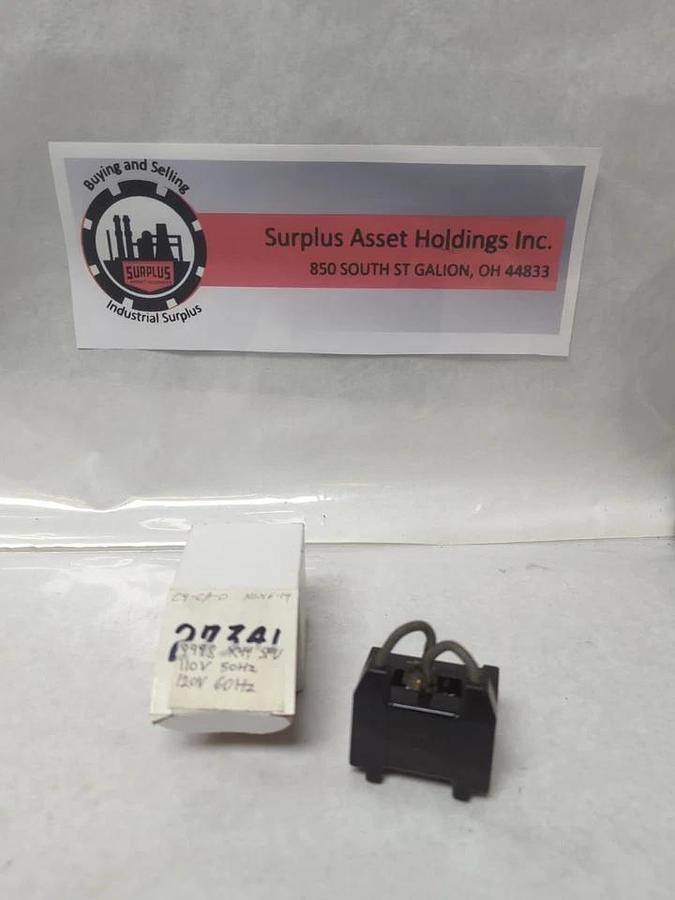 Buying and Selling
SURPLUS
Industrial Surplus
Surplus Asset Holdings Inc.
850 SOUTH ST GALION, OH 44833
27341
110V 50Hz
120V 60Hz